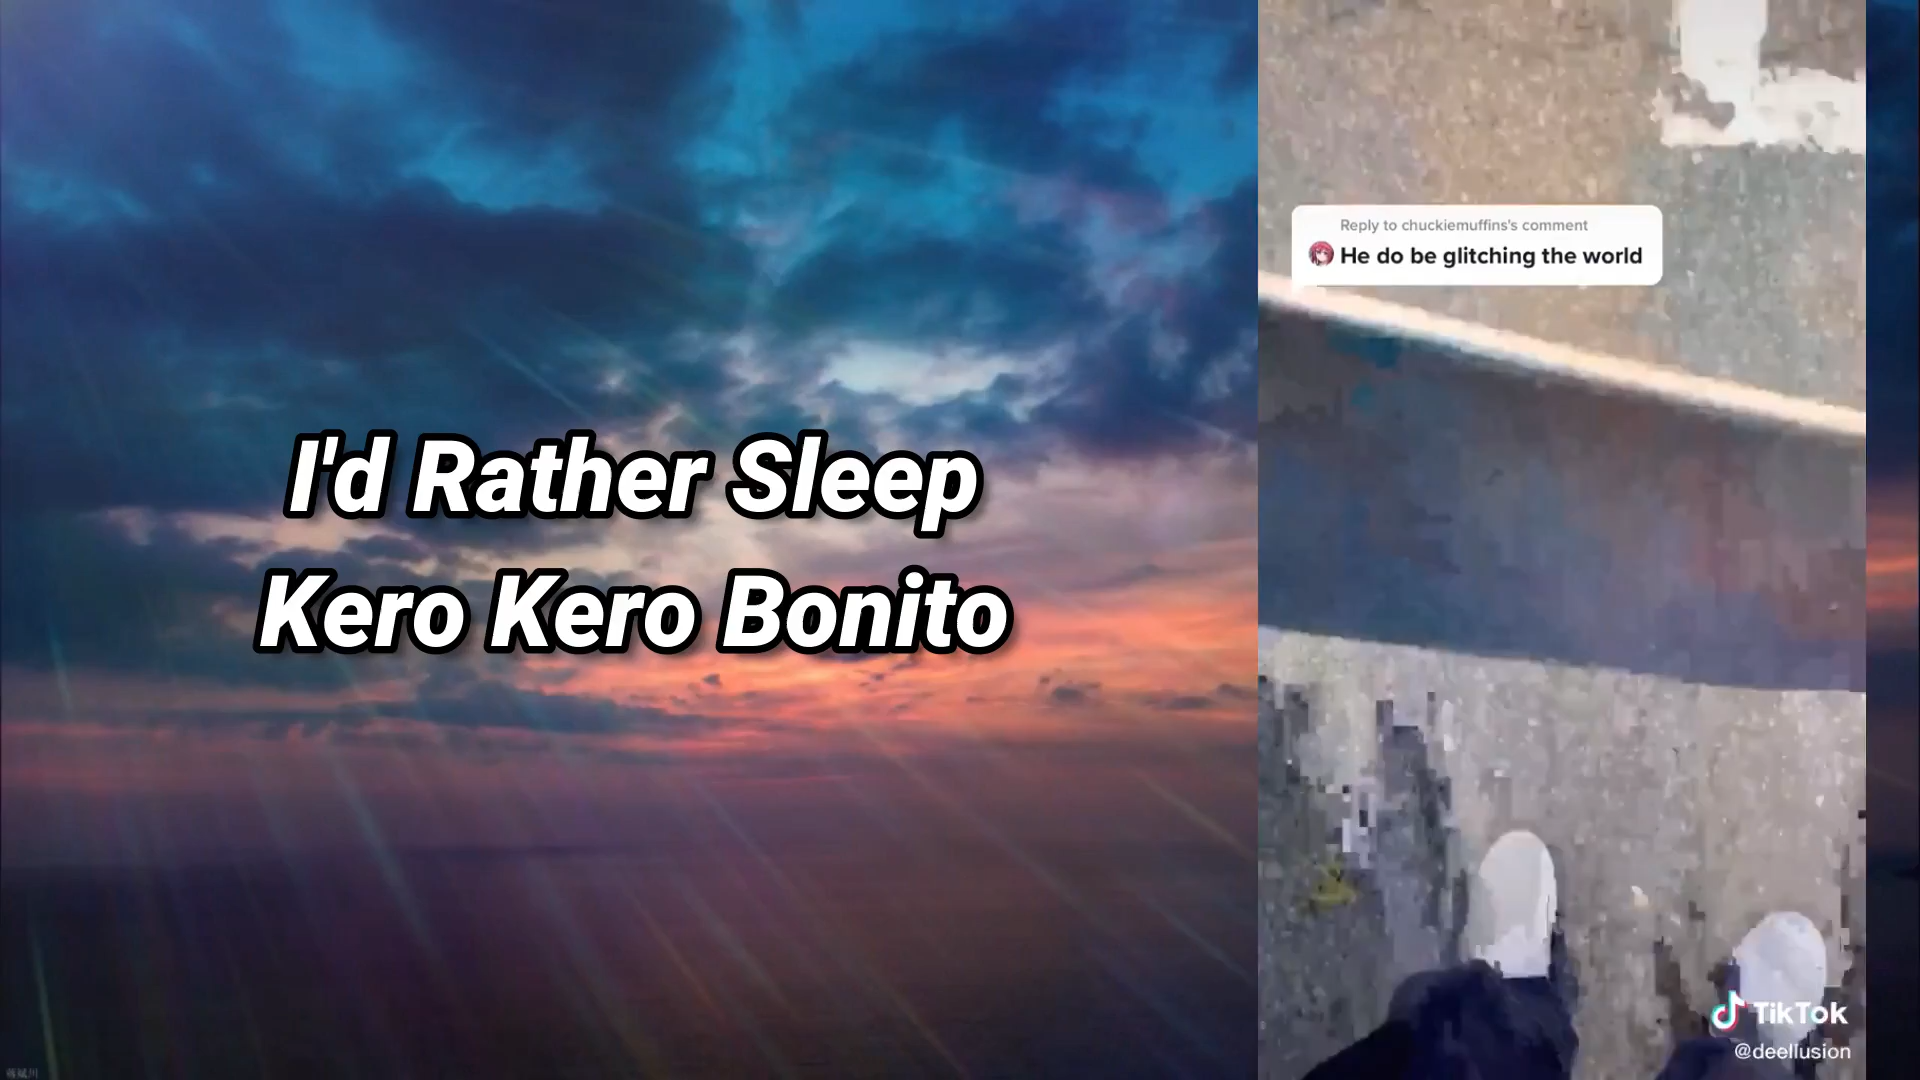 I'd Rather Sleep
Kero Kero Bonito
Reply to chuckiemuffins's comment
He do be glitching the world
TikTok
@deellusion